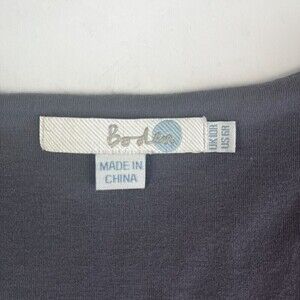 Boden
UK 10R
US 6R
MADE IN
CHINA